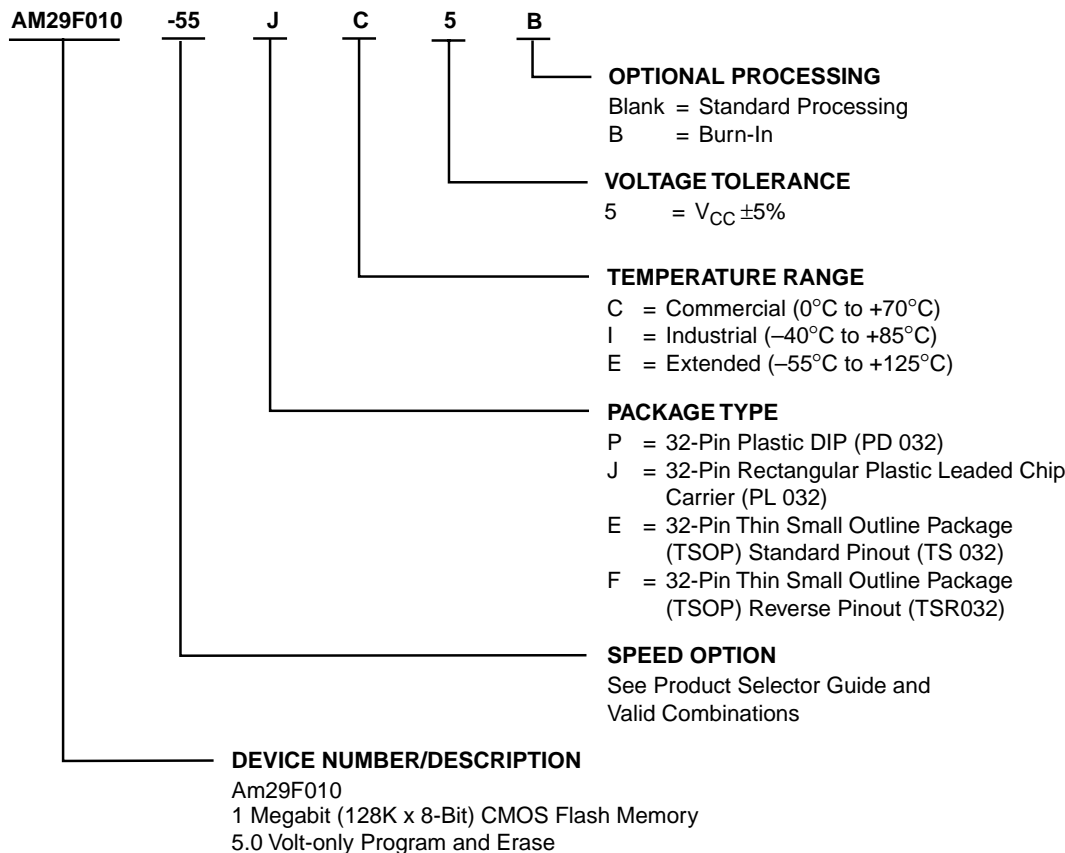 AM29F010 -55 J C 5 B
OPTIONAL PROCESSING
Blank = Standard Processing
B = Burn-In
VOLTAGE TOLERANCE
5 = VCC ±5%
TEMPERATURE RANGE
C = Commercial (0°C to +70°C)
I = Industrial (–40°C to +85°C)
E = Extended (–55°C to +125°C)
PACKAGE TYPE
P = 32-Pin Plastic DIP (PD 032)
J = 32-Pin Rectangular Plastic Leaded Chip
Carrier (PL 032)
E = 32-Pin Thin Small Outline Package
(TSOP) Standard Pinout (TS 032)
F = 32-Pin Thin Small Outline Package
(TSOP) Reverse Pinout (TSR032)
SPEED OPTION
See Product Selector Guide and
Valid Combinations
DEVICE NUMBER/DESCRIPTION
Am29F010
1 Megabit (128K x 8-Bit) CMOS Flash Memory
5.0 Volt-only Program and Erase